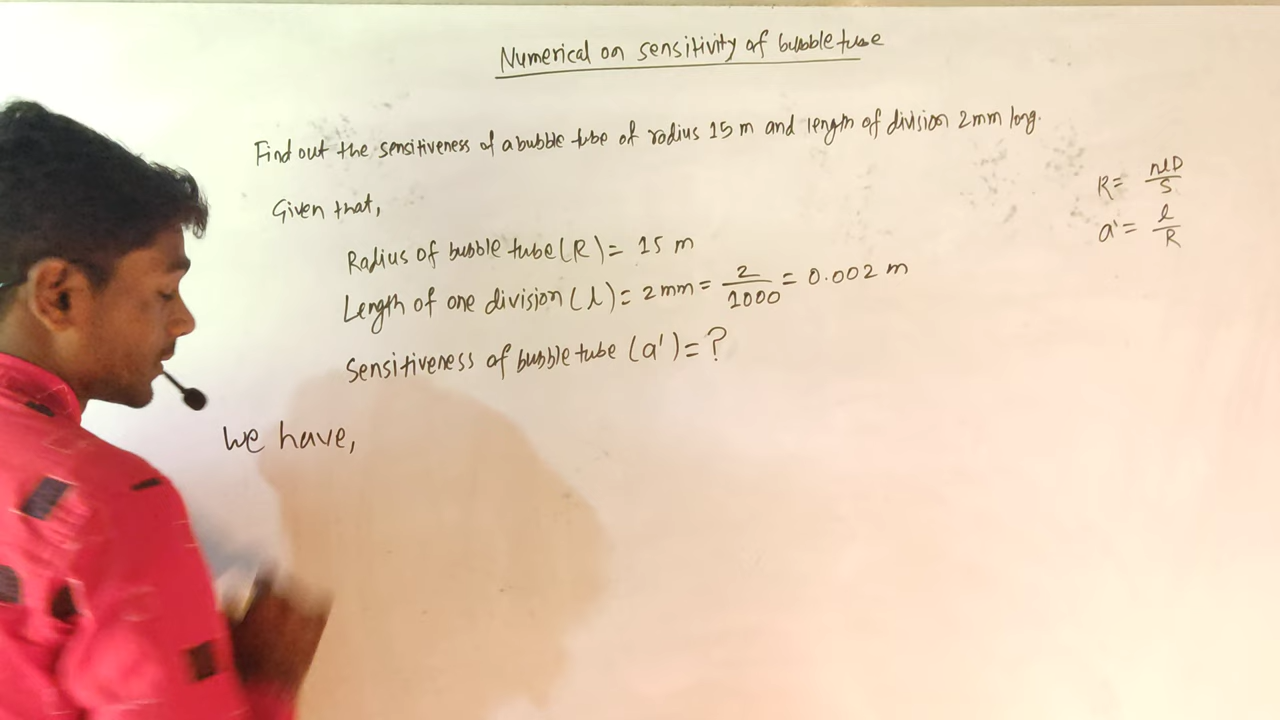 Numerical on sensitivity of bubble tube
Find out the sensitiveness of a bubble tube of radius 15 m and length of division 2mm long.
Given that,
R = nlD/S
a' = l/R
Radius of bubble tube (R) = 15 m
Length of one division (l) = 2 mm = 2/1000 = 0.002 m
Sensitiveness of bubble tube (a') = ?
We have,